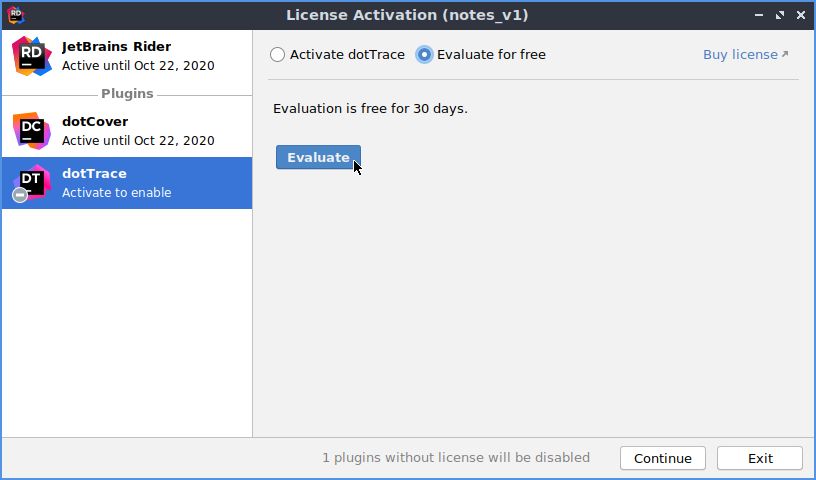 RD
License Activation (notes_v1)
RD
JetBrains Rider
Active until Oct 22, 2020
Plugins
DC
dotCover
Active until Oct 22, 2020
DT
dotTrace
Activate to enable
Activate dotTrace
Evaluate for free
Buy license
Evaluation is free for 30 days.
Evaluate
1 plugins without license will be disabled
Continue
Exit